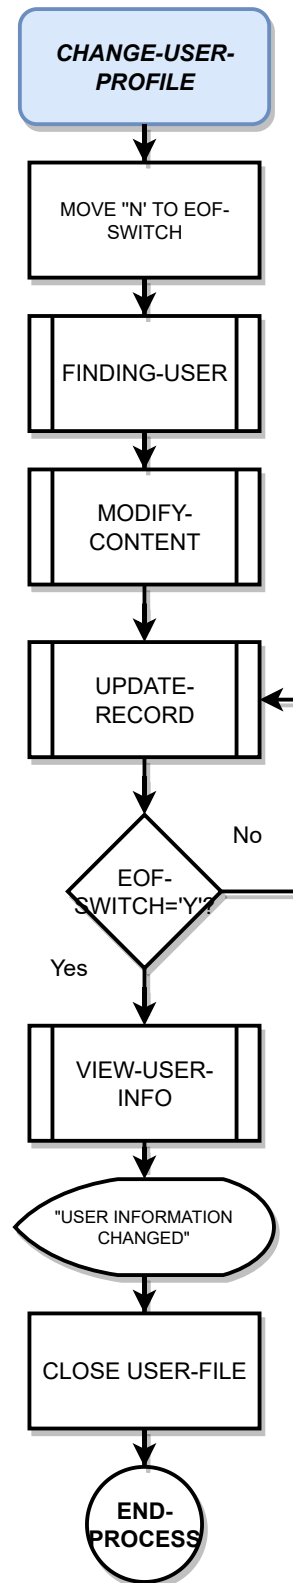 CHANGE-USER-
PROFILE
MOVE "N' TO EOF-
SWITCH
FINDING-USER
MODIFY-
CONTENT
UPDATE-
RECORD
No
EOF-
SWITCH='Y'?
Yes
VIEW-USER-
INFO
"USER INFORMATION
CHANGED"
CLOSE USER-FILE
END-
PROCESS